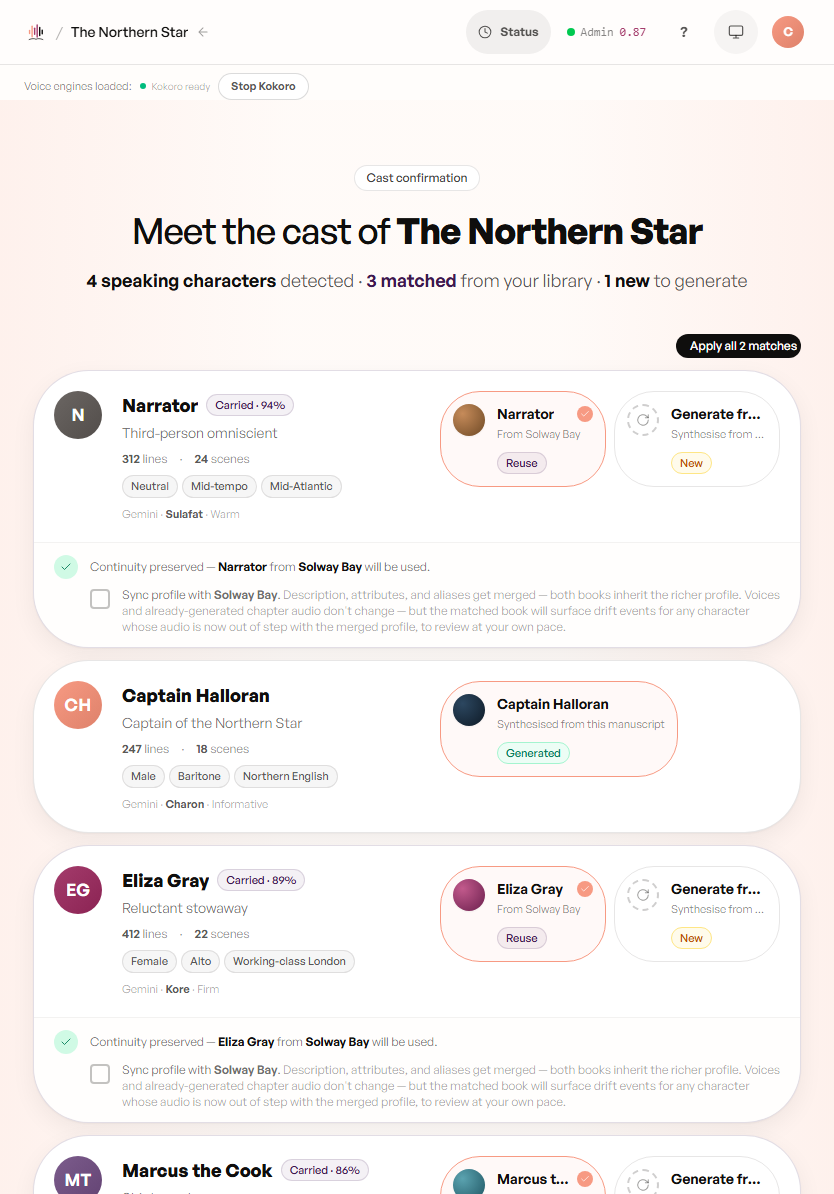 / The Northern Star ←
Status
Admin 0.87
?
C
Voice engines loaded: Kokoro ready Stop Kokoro
Cast confirmation
Meet the cast of The Northern Star
4 speaking characters detected · 3 matched from your library · 1 new to generate
Apply all 2 matches
N
Narrator Carried · 94%
Third-person omniscient
312 lines · 24 scenes
Neutral Mid-tempo Mid-Atlantic
Gemini · Sulafat · Warm
Narrator
From Solway Bay
Reuse
Generate fr...
Synthesise from ...
New
Continuity preserved — Narrator from Solway Bay will be used.
Sync profile with Solway Bay. Description, attributes, and aliases get merged — both books inherit the richer profile. Voices
and already-generated chapter audio don't change — but the matched book will surface drift events for any character
whose audio is now out of step with the merged profile, to review at your own pace.
CH
Captain Halloran
Captain of the Northern Star
247 lines · 18 scenes
Male Baritone Northern English
Gemini · Charon · Informative
Captain Halloran
Synthesised from this manuscript
Generated
EG
Eliza Gray Carried · 89%
Reluctant stowaway
412 lines · 22 scenes
Female Alto Working-class London
Gemini · Kore · Firm
Eliza Gray
From Solway Bay
Reuse
Generate fr...
Synthesise from ...
New
Continuity preserved — Eliza Gray from Solway Bay will be used.
Sync profile with Solway Bay. Description, attributes, and aliases get merged — both books inherit the richer profile. Voices
and already-generated chapter audio don't change — but the matched book will surface drift events for any character
whose audio is now out of step with the merged profile, to review at your own pace.
MT
Marcus the Cook Carried · 86%
Marcus t...
Generate fr...